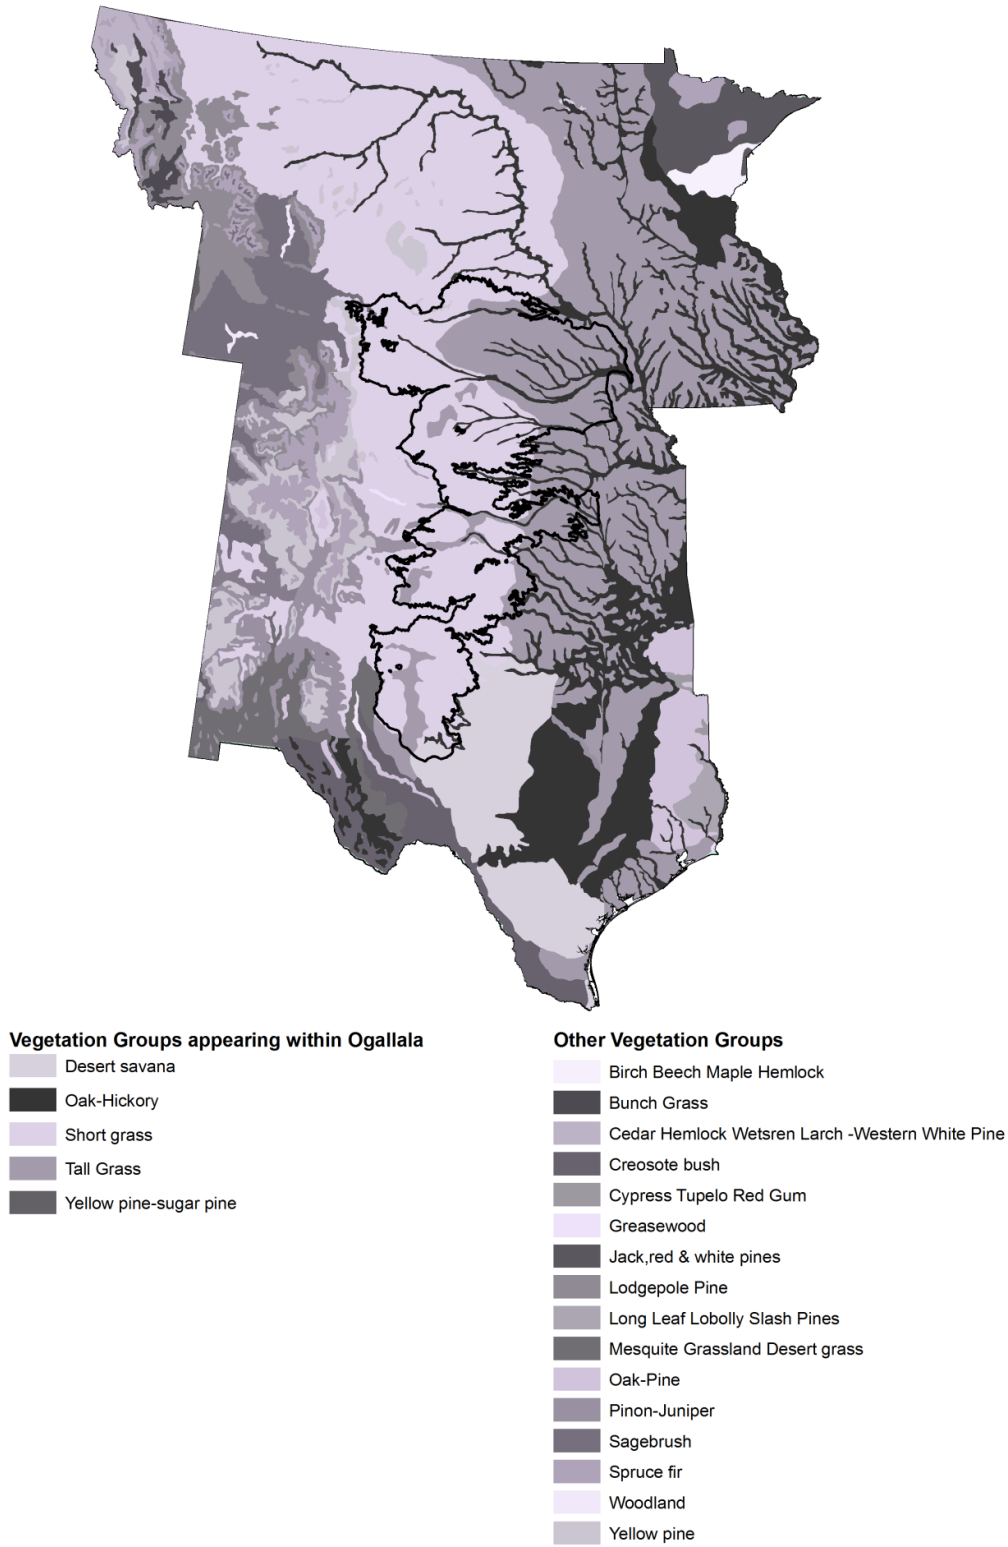 Vegetation Groups appearing within Ogallala
Desert savana
Oak-Hickory
Short grass
Tall Grass
Yellow pine-sugar pine
Other Vegetation Groups
Birch Beech Maple Hemlock
Bunch Grass
Cedar Hemlock Wetsren Larch -Western White Pine
Creosote bush
Cypress Tupelo Red Gum
Greasewood
Jack,red & white pines
Lodgepole Pine
Long Leaf Lobolly Slash Pines
Mesquite Grassland Desert grass
Oak-Pine
Pinon-Juniper
Sagebrush
Spruce fir
Woodland
Yellow pine